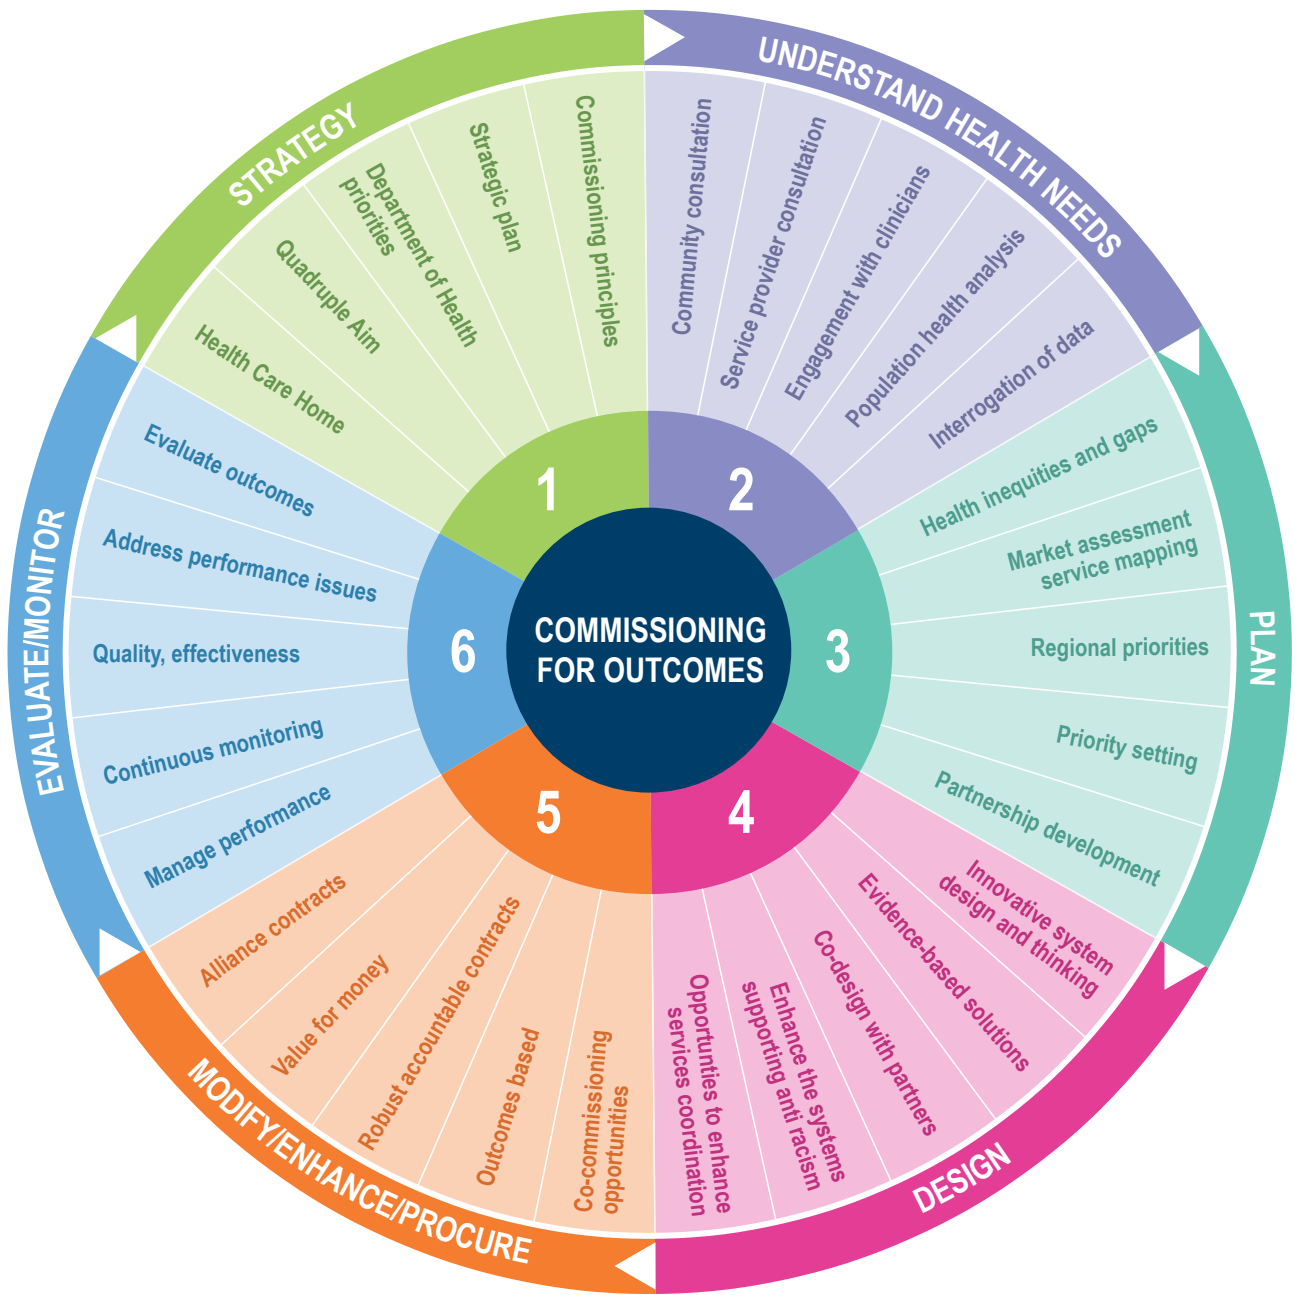 COMMISSIONING
FOR OUTCOMES
1
STRATEGY
Health Care Home
Quadruple Aim
Department of Health
priorities
Strategic plan
Commissioning principles
2
UNDERSTAND HEALTH NEEDS
Community consultation
Service provider consultation
Engagement with clinicians
Population health analysis
Interrogation of data
3
PLAN
Health inequities and gaps
Market assessment
service mapping
Regional priorities
Priority setting
Partnership development
4
DESIGN
Innovative system
design and thinking
Evidence-based solutions
Co-design with partners
Enhance the systems
supporting anti racism
Opportunties to enhance
services coordination
5
MODIFY/ENHANCE/PROCURE
Co-commissioning
opportunities
Outcomes based
Robust accountable contracts
Value for money
Alliance contracts
6
EVALUATE/MONITOR
Manage performance
Continuous monitoring
Quality, effectiveness
Address performance issues
Evaluate outcomes